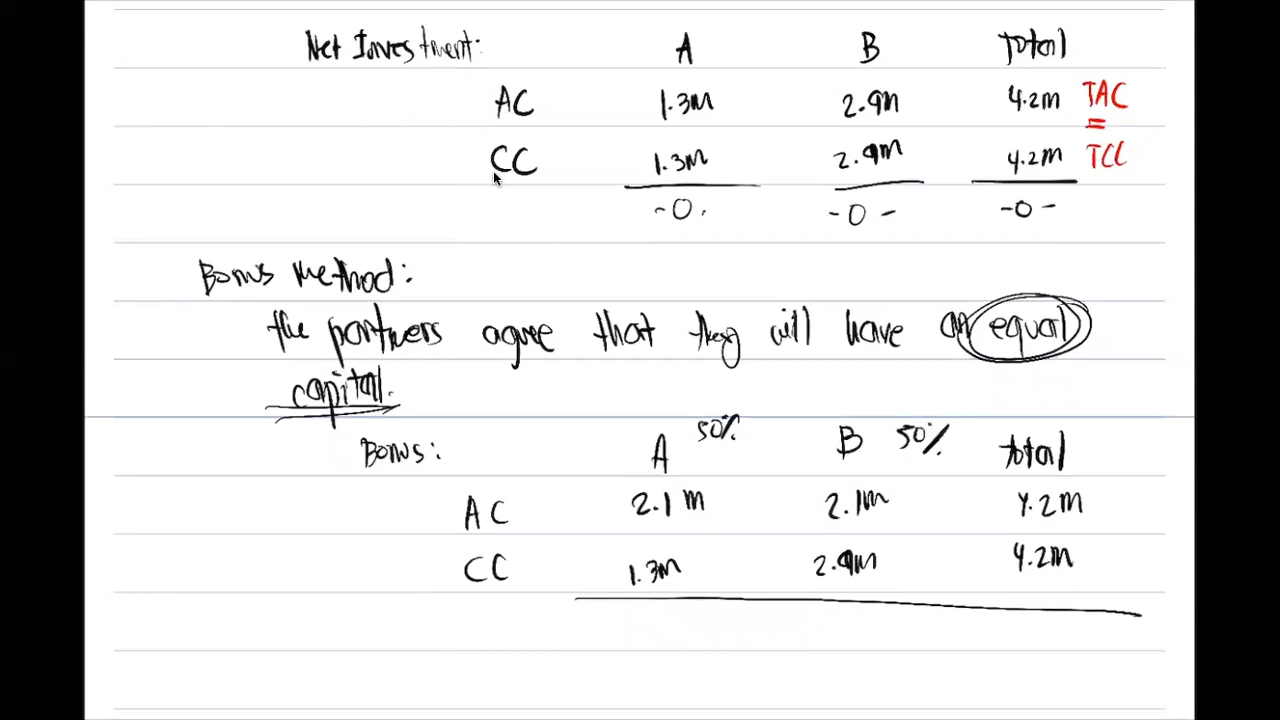 Net Investment: A B Total
AC 1.3M 2.9M 4.2M TAC
=
CC 1.3M 2.9M 4.2M TCC
-0- -0- -0-
Bonus Method:
the partners agree that they will have an equal
capital.
Bonus: A 50% B 50% total
AC 2.1M 2.1M 4.2M
CC 1.3M 2.9M 4.2M